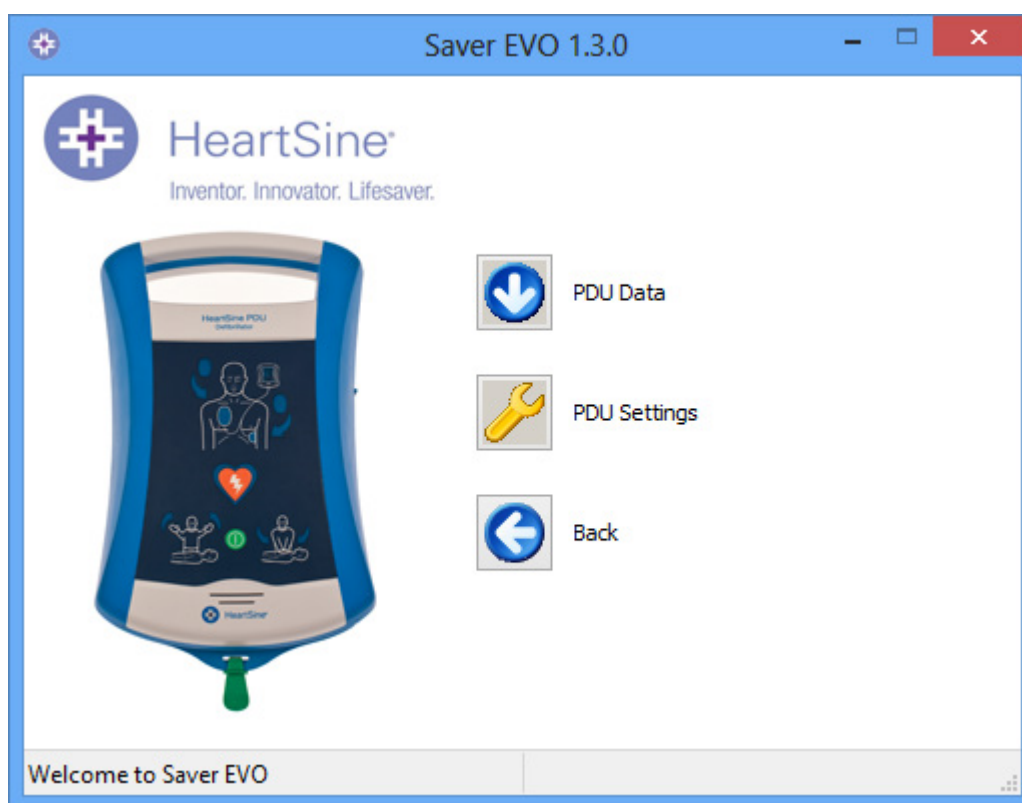 Saver EVO 1.3.0
HeartSine®
Inventor. Innovator. Lifesaver.
HeartSine PDU
Defibrillator
PDU Data
PDU Settings
Back
HeartSine®
Welcome to Saver EVO